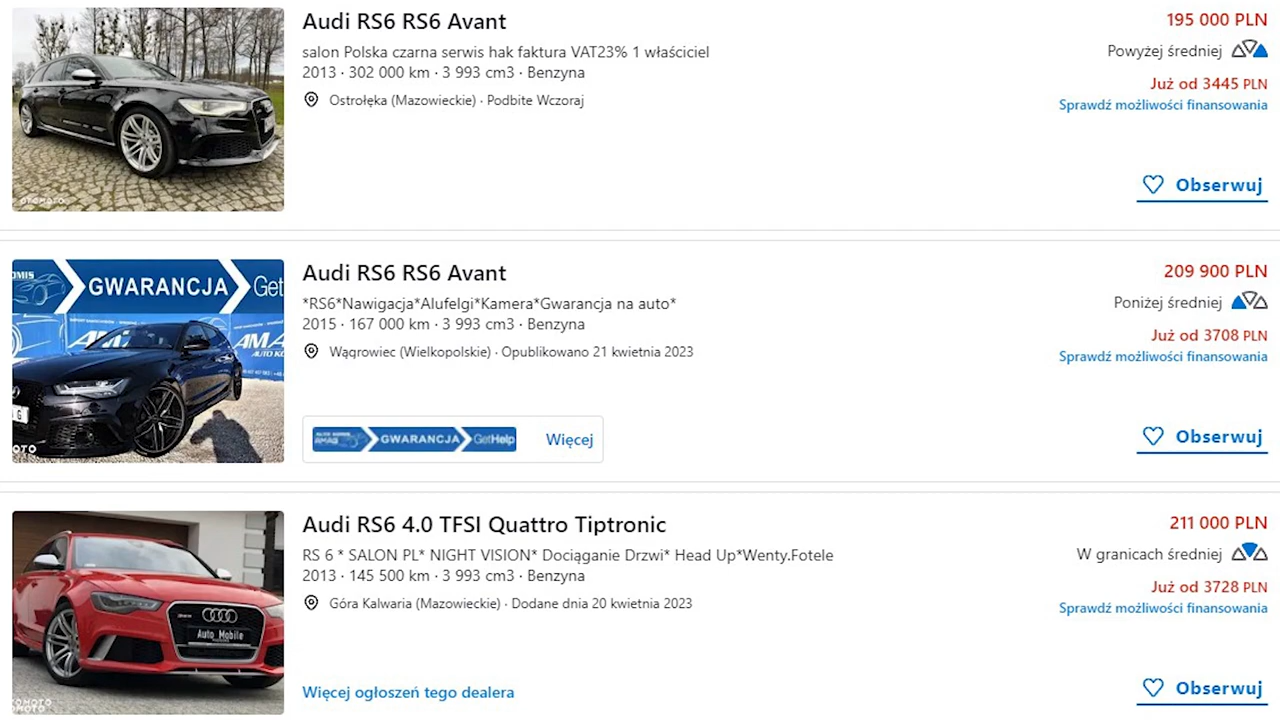 Audi RS6 RS6 Avant
195 000 PLN
salon Polska czarna serwis hak faktura VAT23% 1 właściciel
Powyżej średniej
2013 · 302 000 km · 3 993 cm3 · Benzyna
Już od 3445 PLN
Ostrołęka (Mazowieckie) · Podbite Wczoraj
Sprawdź możliwości finansowania
Obserwuj
OTOMOTO
Audi RS6 RS6 Avant
209 900 PLN
GWARANCJA
Get
*RS6*Nawigacja*Alufelgi*Kamera*Gwarancja na auto*
Poniżej średniej
2015 · 167 000 km · 3 993 cm3 · Benzyna
Już od 3708 PLN
Wągrowiec (Wielkopolskie) · Opublikowano 21 kwietnia 2023
Sprawdź możliwości finansowania
GWARANCJA
GetHelp
Więcej
Obserwuj
Audi RS6 4.0 TFSI Quattro Tiptronic
211 000 PLN
RS 6 * SALON PL* NIGHT VISION* Dociąganie Drzwi* Head Up*Wenty.Fotele
W granicach średniej
2013 · 145 500 km · 3 993 cm3 · Benzyna
Już od 3728 PLN
Góra Kalwaria (Mazowieckie) · Dodane dnia 20 kwietnia 2023
Sprawdź możliwości finansowania
Auto Mobile
Więcej ogłoszeń tego dealera
Obserwuj